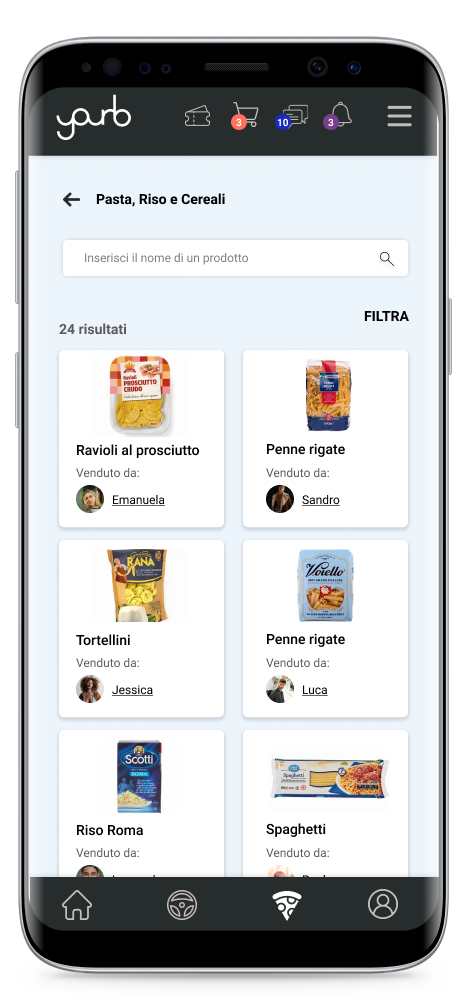 yourb
3
10
3
Pasta, Riso e Cereali
Inserisci il nome di un prodotto
FILTRA
24 risultati
Ravioli
PROSCIUTTO
CRUDO
Ravioli al prosciutto
Venduto da:
Emanuela
PENNE
RIGATE
Penne rigate
Venduto da:
Sandro
RANA
Tortellini
Venduto da:
Jessica
Voiello
Penne rigate
Venduto da:
Luca
Scotti
ROMA
Riso Roma
Venduto da:
Spaghetti
Spaghetti
Venduto da: